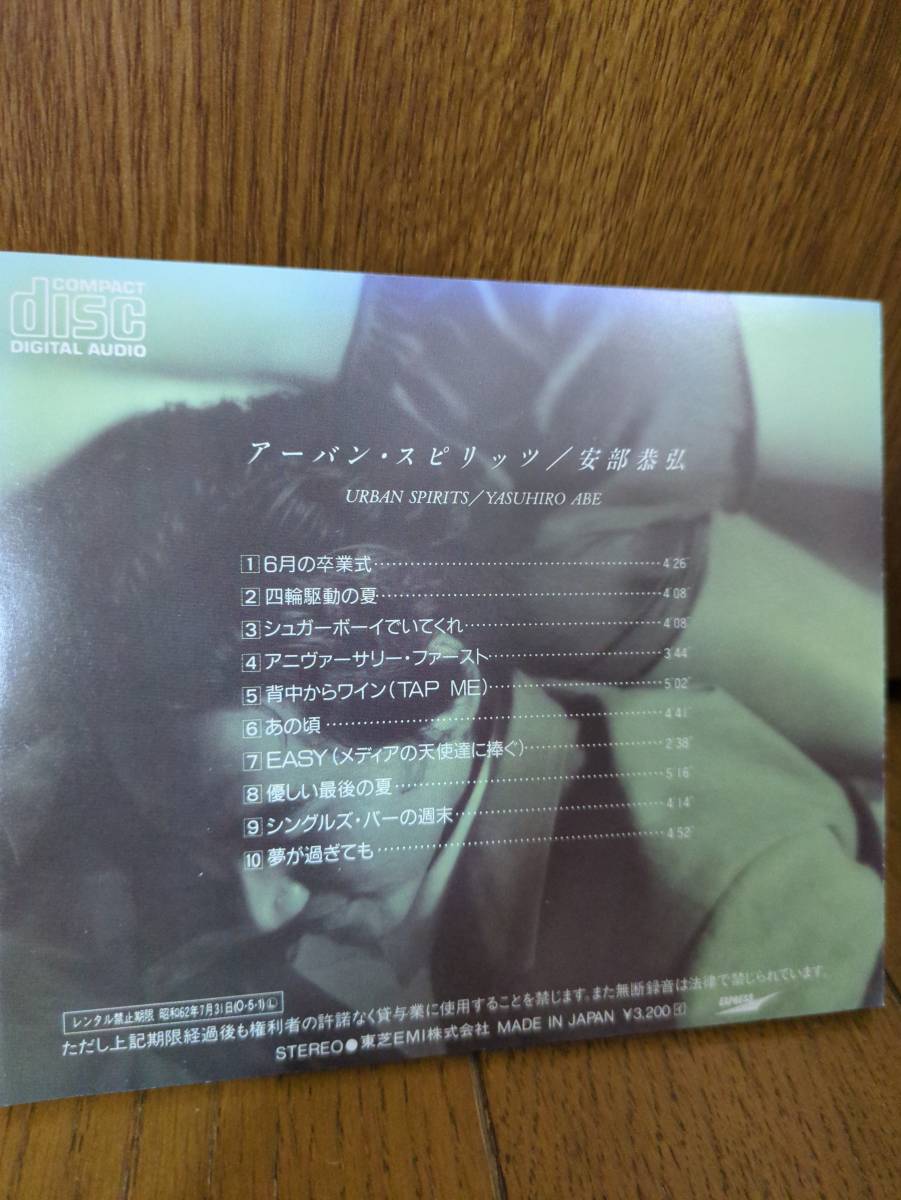 COMPACT
disc
DIGITAL AUDIO
アーバン・スピリッツ／安部恭弘
URBAN SPIRITS／YASUHIRO ABE
1 6月の卒業式 4′26″
2 四輪駆動の夏 4′08″
3 シュガーボーイでいてくれ 4′08″
4 アニヴァーサリー・ファースト 3′44″
5 背中からワイン(TAP ME) 5′02″
6 あの頃 4′41″
7 EASY(メディアの天使達に捧ぐ) 2′38″
8 優しい最後の夏 5′16″
9 シングルズ・バーの週末 4′14″
10 夢が過ぎても 4′52″
レンタル禁止期限 昭和62年7月31日(O・5・1)Ⓛ
ただし上記期限経過後も権利者の許諾なく貸与業に使用することを禁じます。また無断録音は法律で禁じられています。
STEREO●東芝EMI株式会社 MADE IN JAPAN ¥3,200
EXPRESS